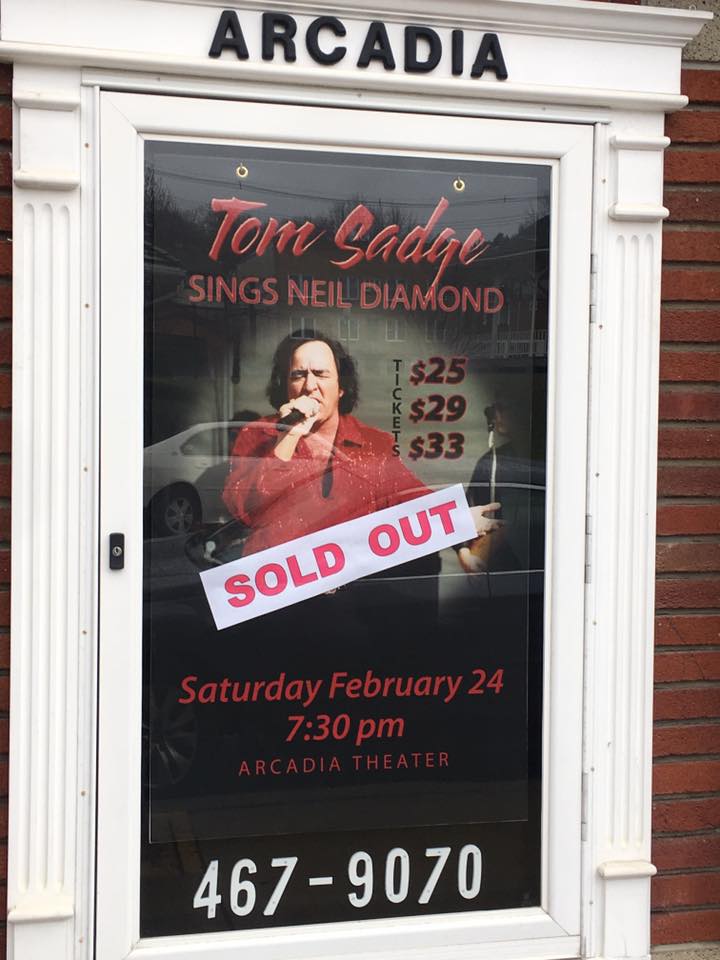 ARCADIA
Tom Sadge
SINGS NEIL DIAMOND
TICKETS
$25
$29
$33
SOLD OUT
Saturday February 24
7:30 pm
ARCADIA THEATER
467-9070